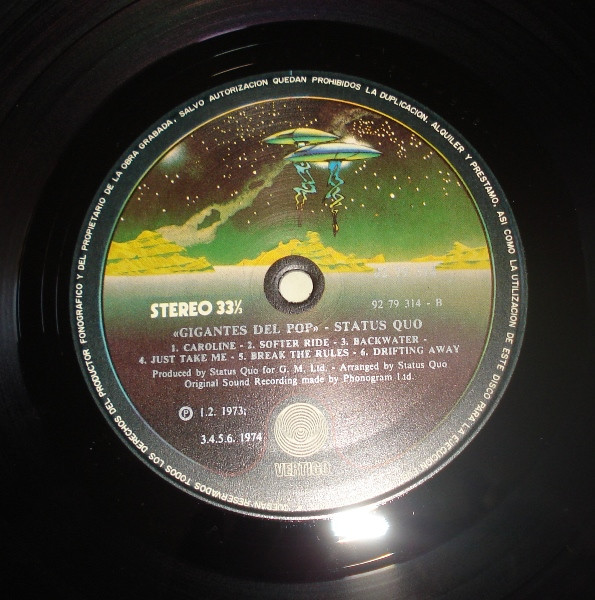 SALVO AUTORIZACION QUEDAN PROHIBIDOS LA DUPLICACION, ALQUILER Y PRESTAMO, ASI COMO LA UTILIZACION DE ESTE DISCO PARA LA EJECUCION
RESERVADOS TODOS LOS DERECHOS DEL PRODUCTOR FONOGRAFICO Y DEL PROPIETARIO DE LA OBRA GRABADA.
STEREO 33⅓
92 79 314 - B
«GIGANTES DEL POP» - STATUS QUO
1. CAROLINE - 2. SOFTER RIDE - 3. BACKWATER -
4. JUST TAKE ME - 5. BREAK THE RULES - 6. DRIFTING AWAY
Produced by Status Quo for G. M. Ltd. - Arranged by Status Quo
Original Sound Recording made by Phonogram Ltd.
Ⓟ 1.2. 1973;
3.4.5.6. 1974
VERTIGO